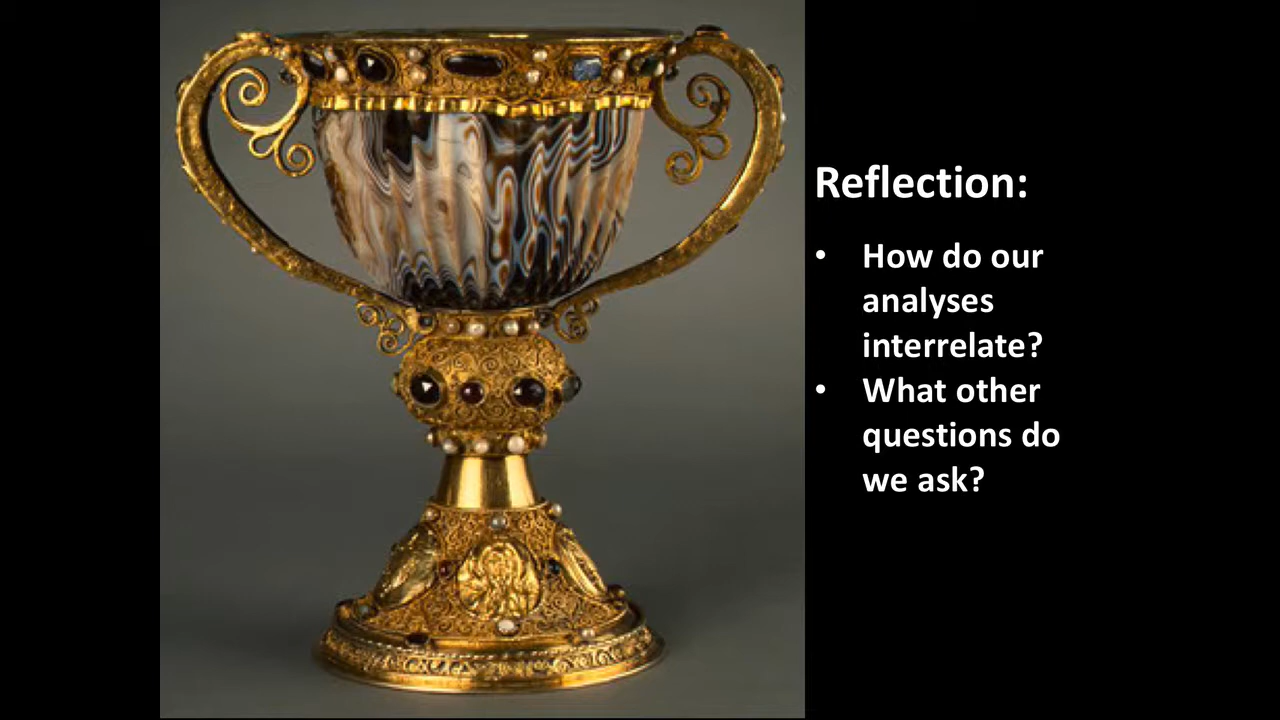 Reflection:
• How do our
analyses
interrelate?
• What other
questions do
we ask?